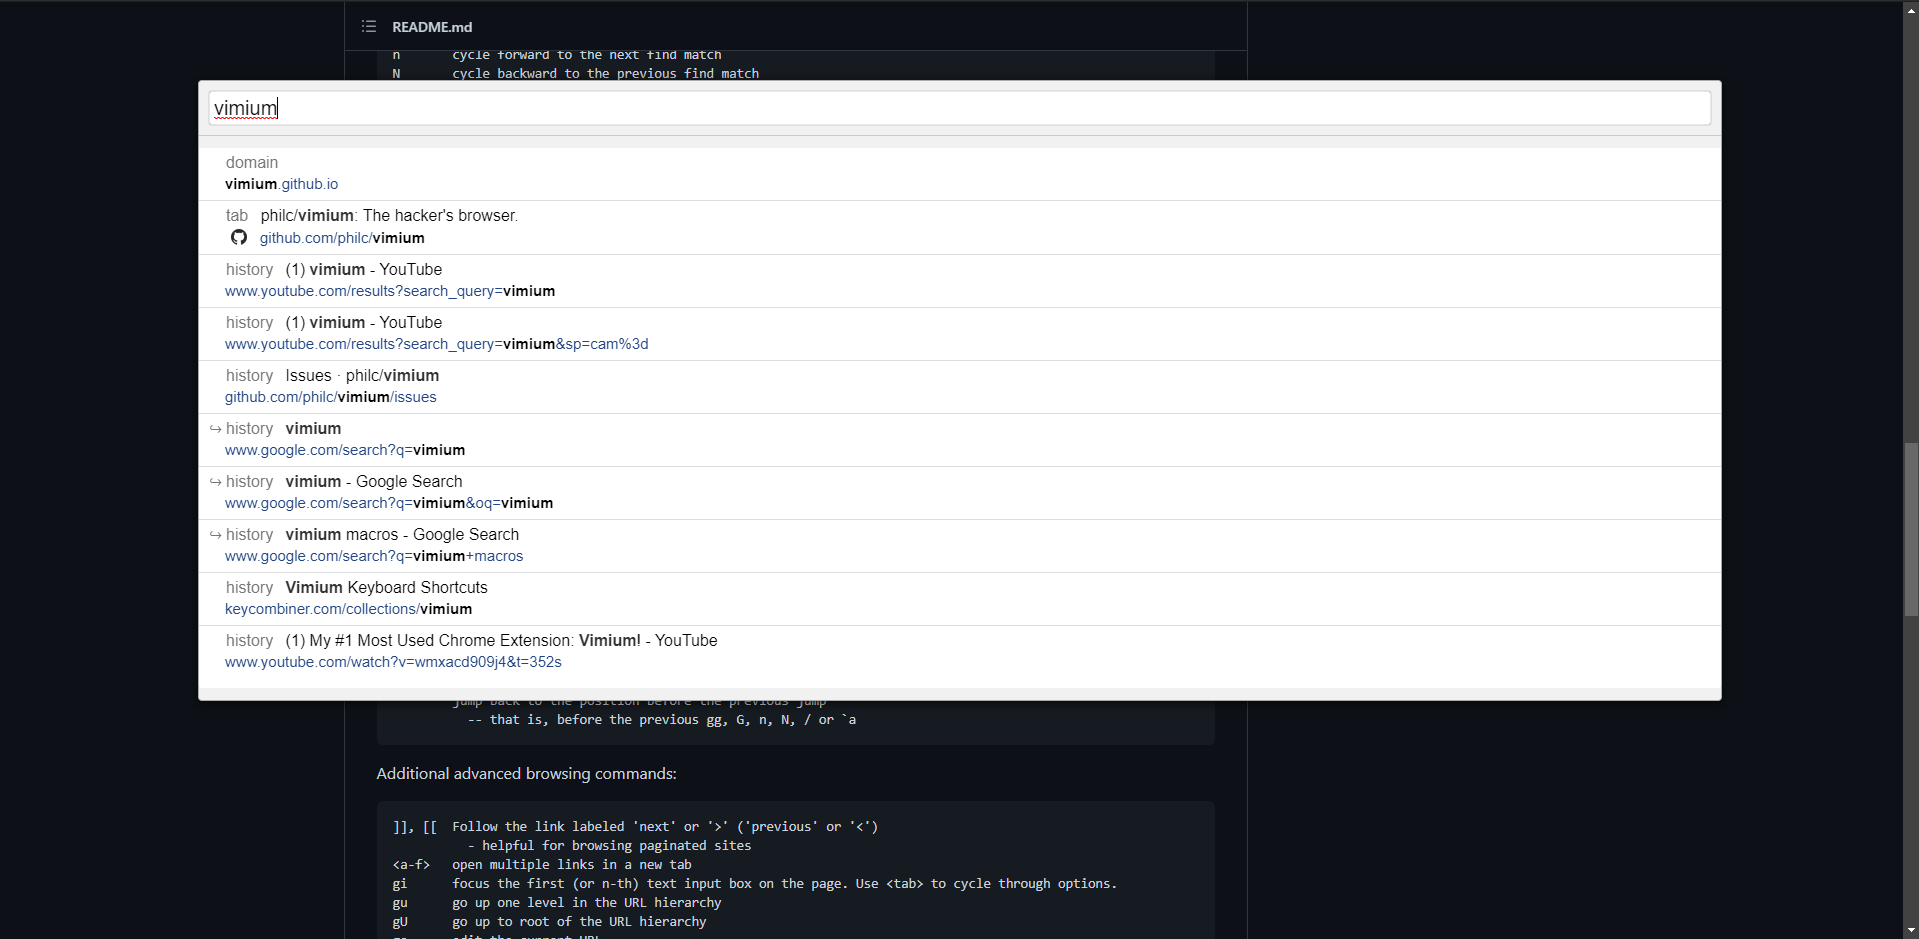 README.md
n cycle forward to the next find match
N cycle backward to the previous find match
vimium
domain
vimium.github.io
tab philc/vimium: The hacker's browser.
github.com/philc/vimium
history (1) vimium - YouTube
www.youtube.com/results?search_query=vimium
history (1) vimium - YouTube
www.youtube.com/results?search_query=vimium&sp=cam%3d
history Issues · philc/vimium
github.com/philc/vimium/issues
↪ history vimium
www.google.com/search?q=vimium
↪ history vimium - Google Search
www.google.com/search?q=vimium&oq=vimium
↪ history vimium macros - Google Search
www.google.com/search?q=vimium+macros
history Vimium Keyboard Shortcuts
keycombiner.com/collections/vimium
history (1) My #1 Most Used Chrome Extension: Vimium! - YouTube
www.youtube.com/watch?v=wmxacd909j4&t=352s
jump back to the position before the previous jump
-- that is, before the previous gg, G, n, N, / or `a
Additional advanced browsing commands:
]], [[ Follow the link labeled 'next' or '>' ('previous' or '<')
- helpful for browsing paginated sites
<a-f> open multiple links in a new tab
gi focus the first (or n-th) text input box on the page. Use <tab> to cycle through options.
gu go up one level in the URL hierarchy
gU go up to root of the URL hierarchy
edit the current URL